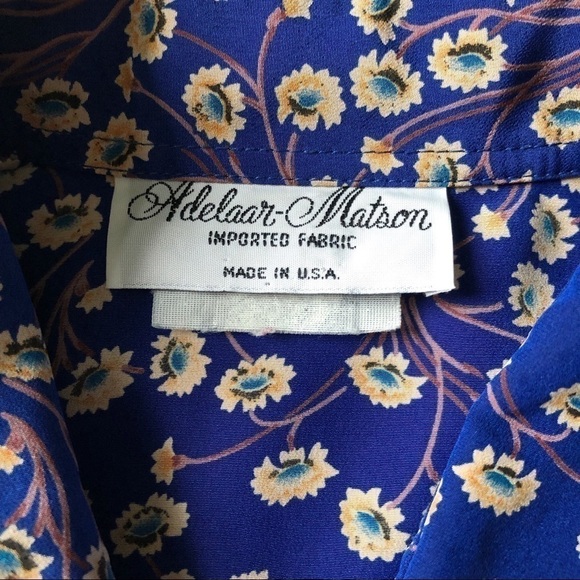 Adelaar-Matson
IMPORTED FABRIC
MADE IN U.S.A.